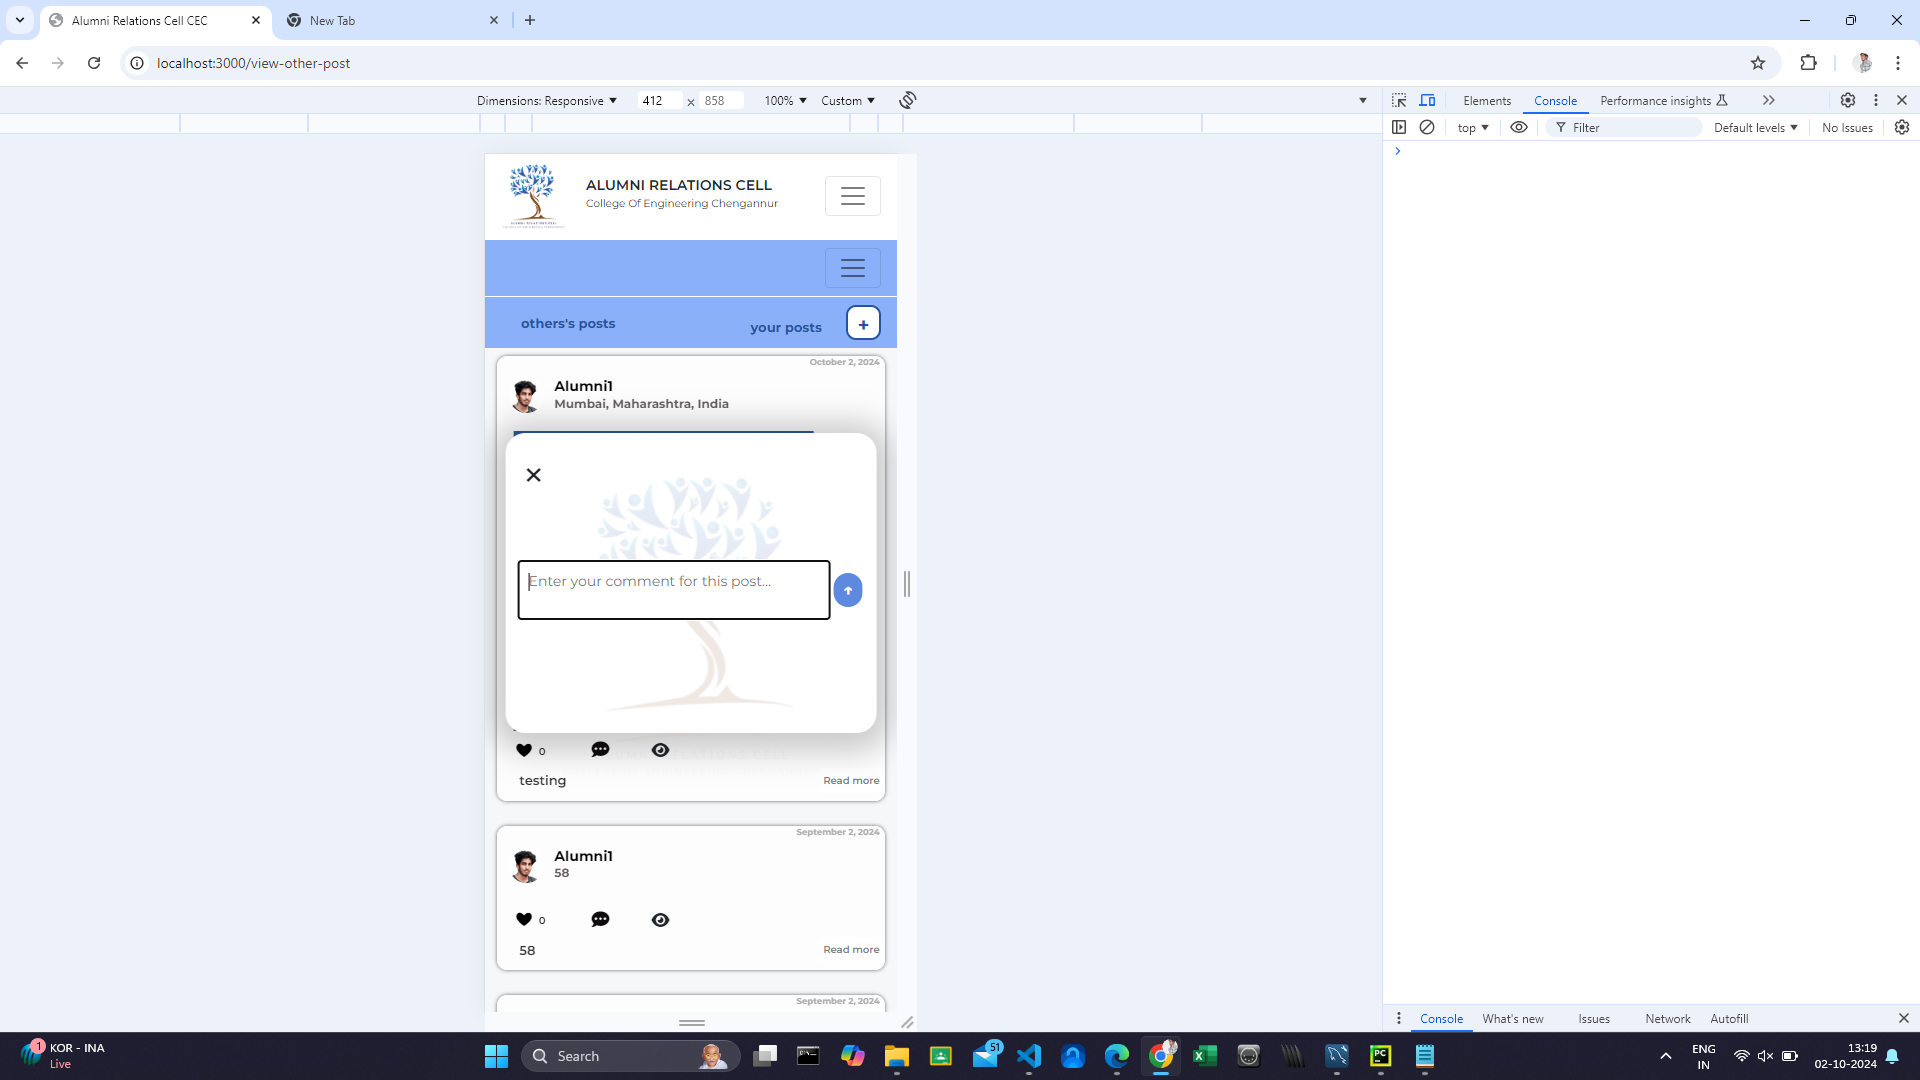 Alumni Relations Cell CEC
New Tab
localhost:3000/view-other-post
Dimensions: Responsive 412 × 858 100% Custom
Elements Console Performance insights
top Filter Default levels No Issues
ALUMNI RELATIONS CELL
College Of Engineering Chengannur
others's posts your posts +
October 2, 2024
Alumni1
Mumbai, Maharashtra, India
Enter your comment for this post...
0
testing Read more
September 2, 2024
Alumni1
58
0
58 Read more
September 2, 2024
Console What's new Issues Network Autofill
1 KOR - INA
Live
Search
51
ENG
IN
13:19
02-10-2024